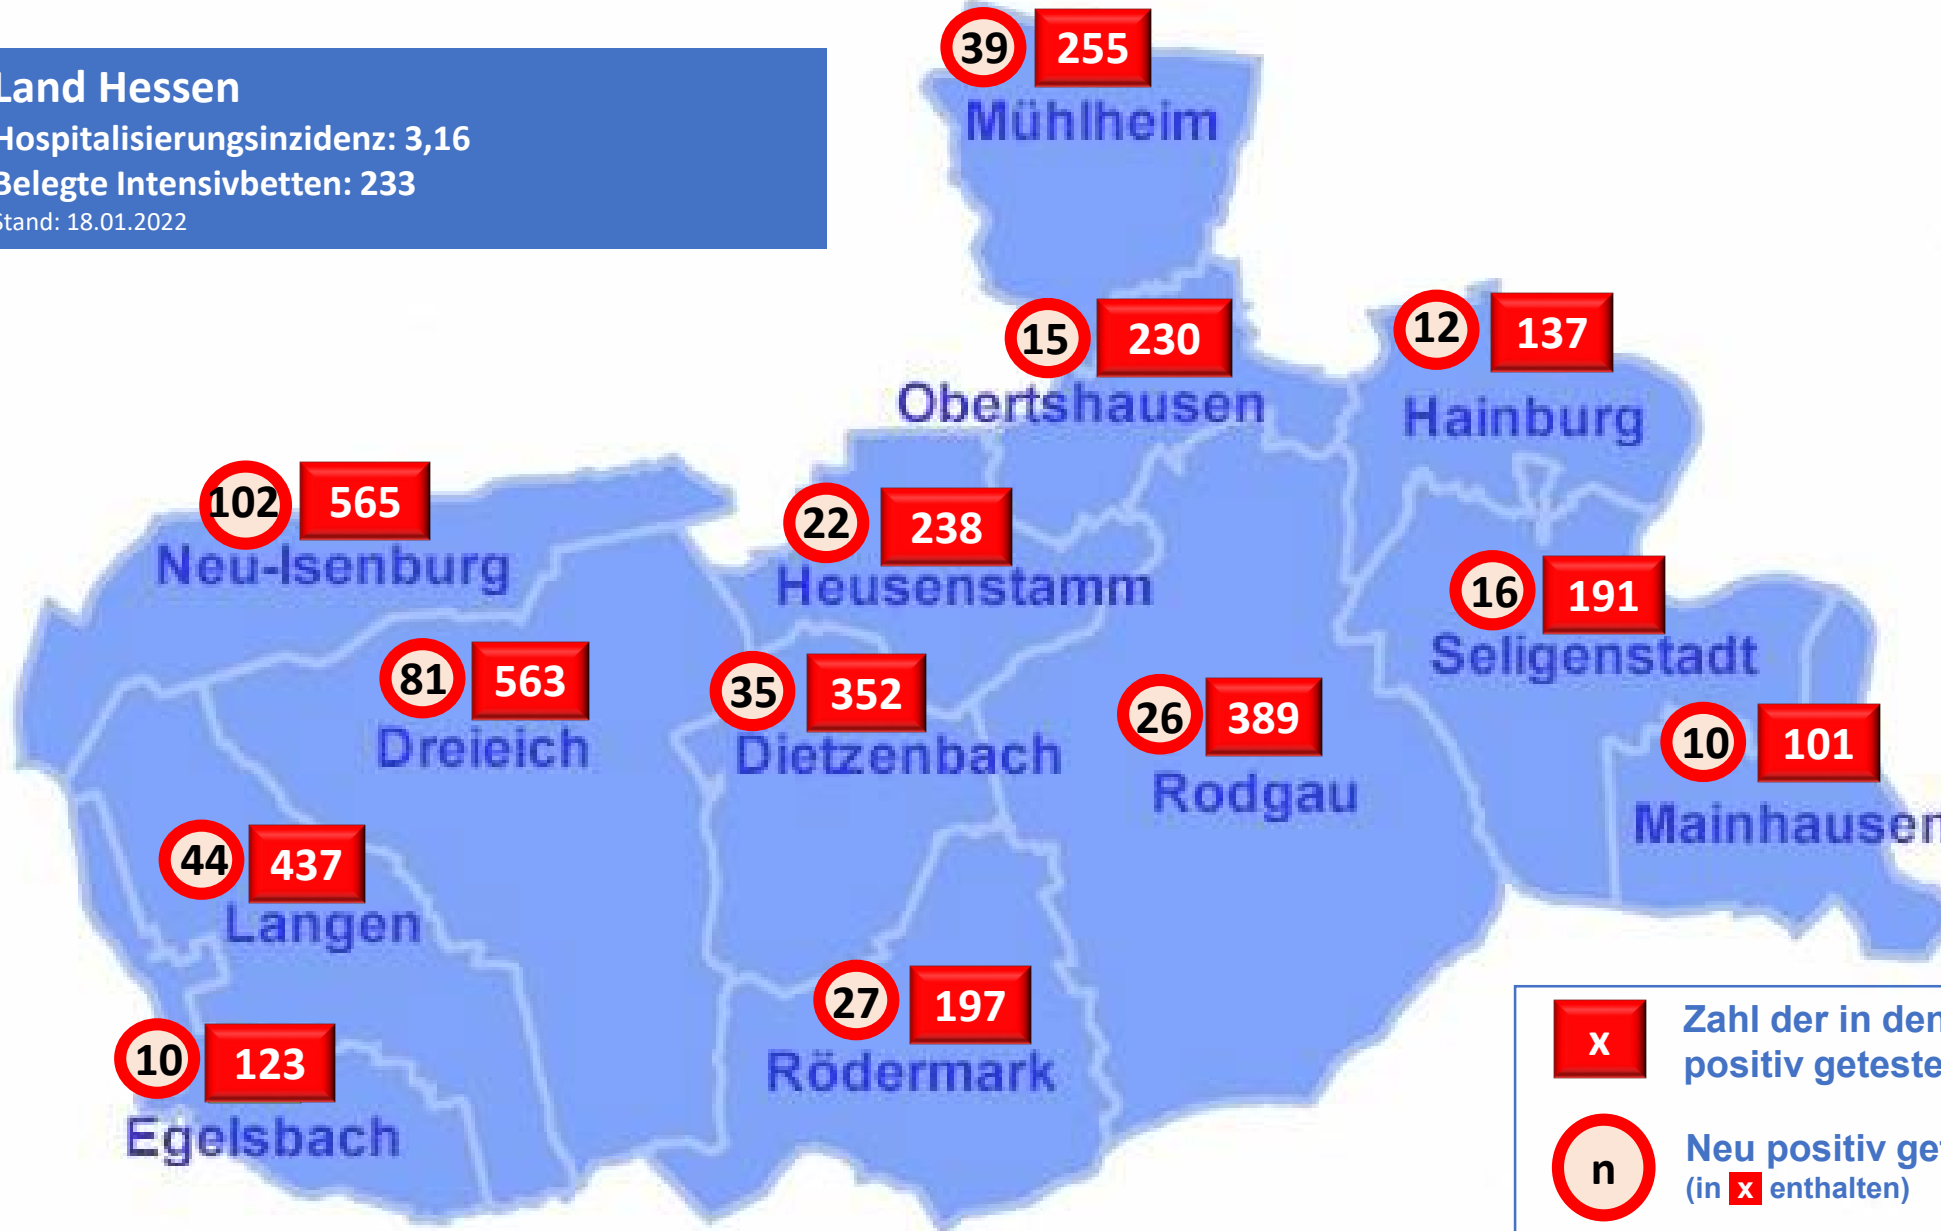 Land Hessen
Hospitalisierungsinzidenz: 3,16
Belegte Intensivbetten: 233
Stand: 18.01.2022
39 255
Mühlheim
15 230
Obertshausen
12 137
Hainburg
102 565
Neu-Isenburg
22 238
Heusenstamm
16 191
Seligenstadt
81 563
Dreieich
35 352
Dietzenbach
26 389
Rodgau
10 101
Mainhausen
44 437
Langen
27 197
Rödermark
10 123
Egelsbach
x Zahl der in den
positiv geteste
n Neu positiv get
(in x enthalten)